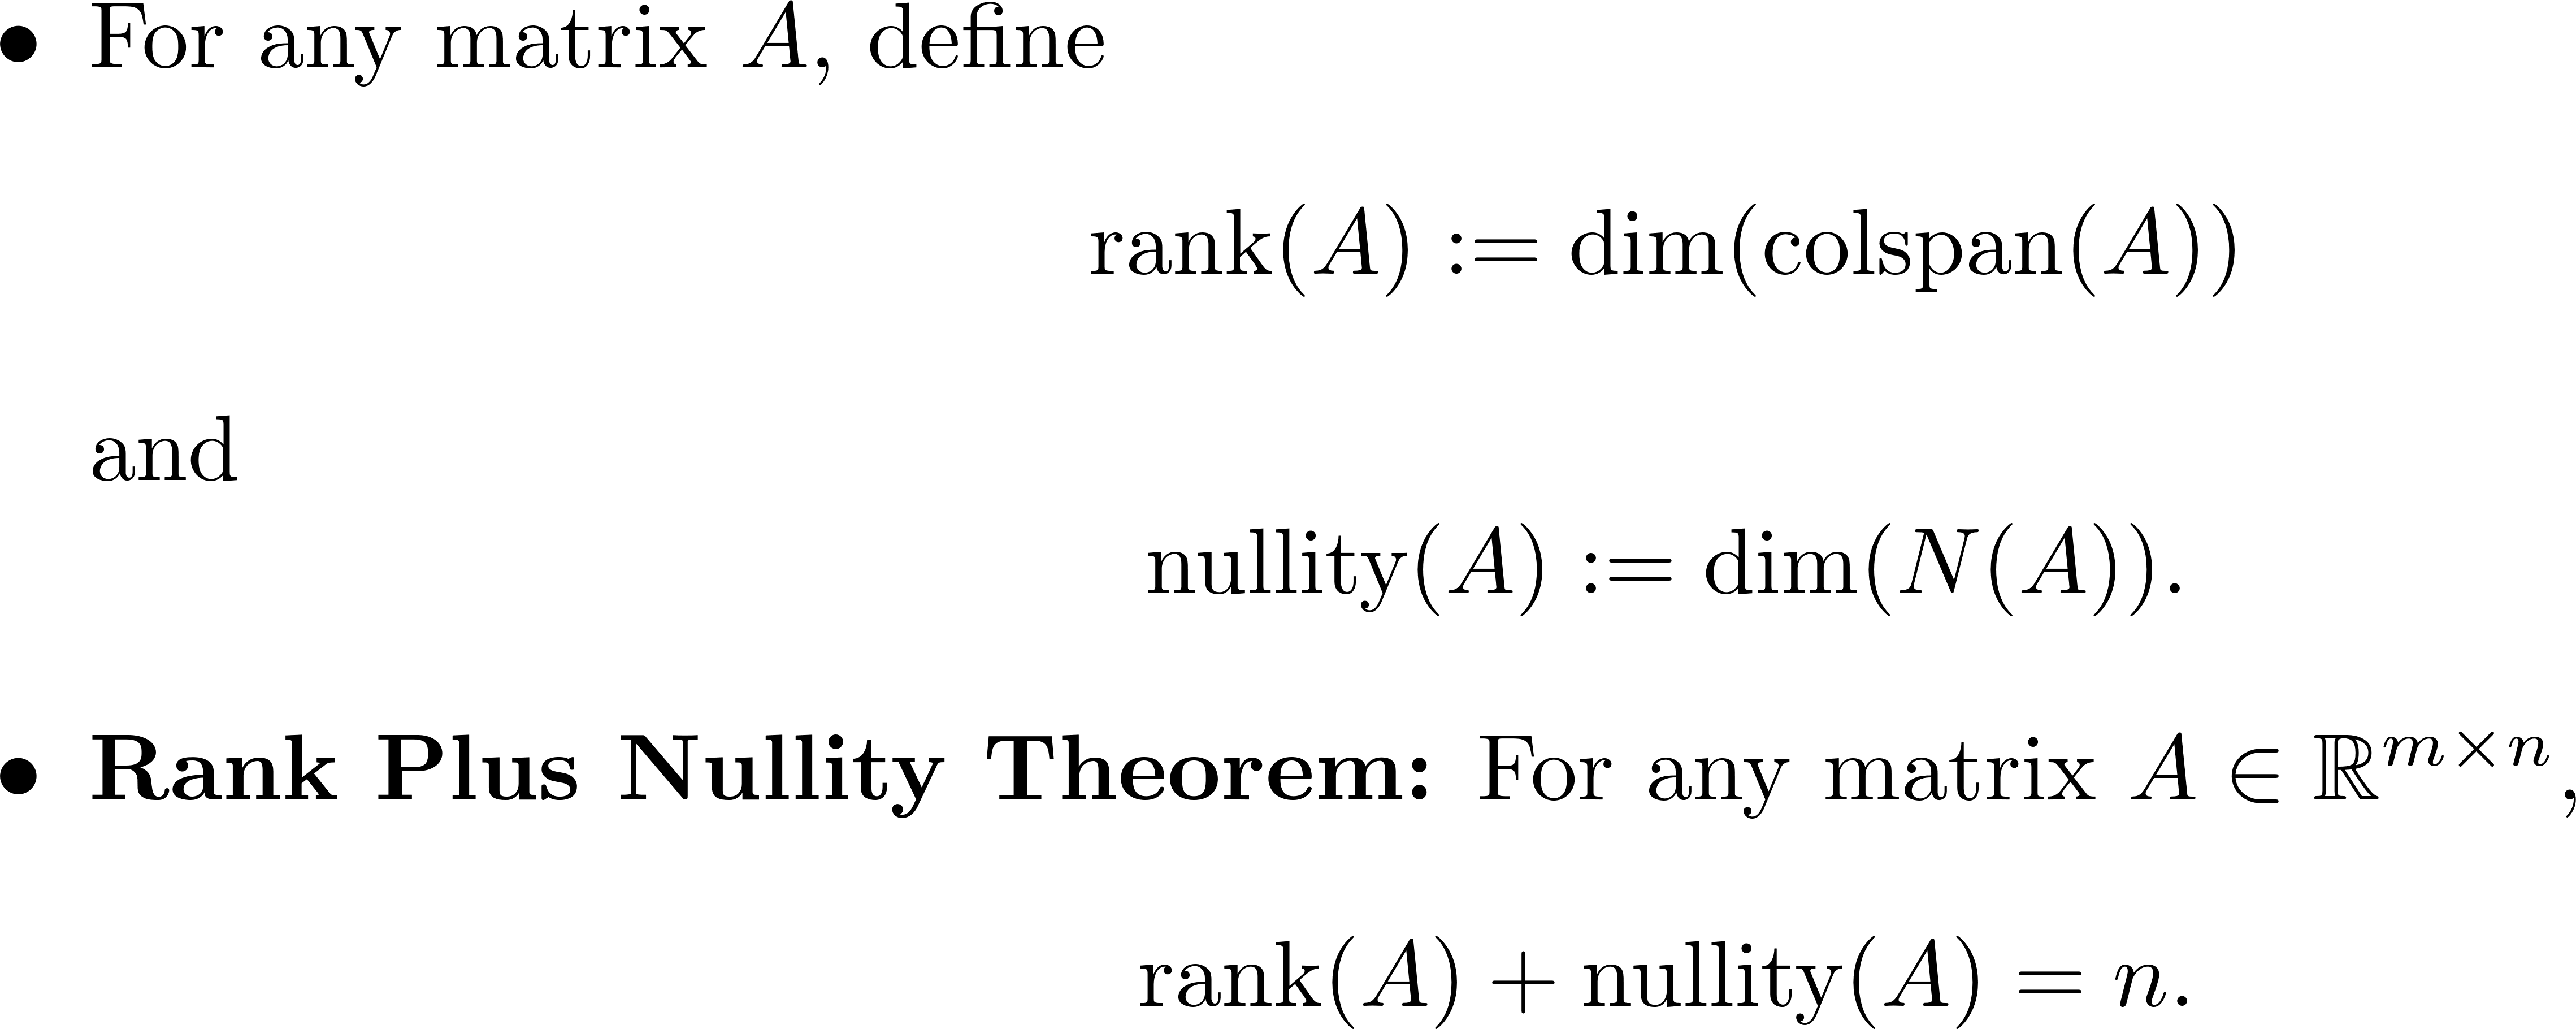 • For any matrix A, define
rank(A) := dim(colspan(A))
and
nullity(A) := dim(N(A)).
• Rank Plus Nullity Theorem: For any matrix A ∈ ℝ^{m×n},
rank(A) + nullity(A) = n.